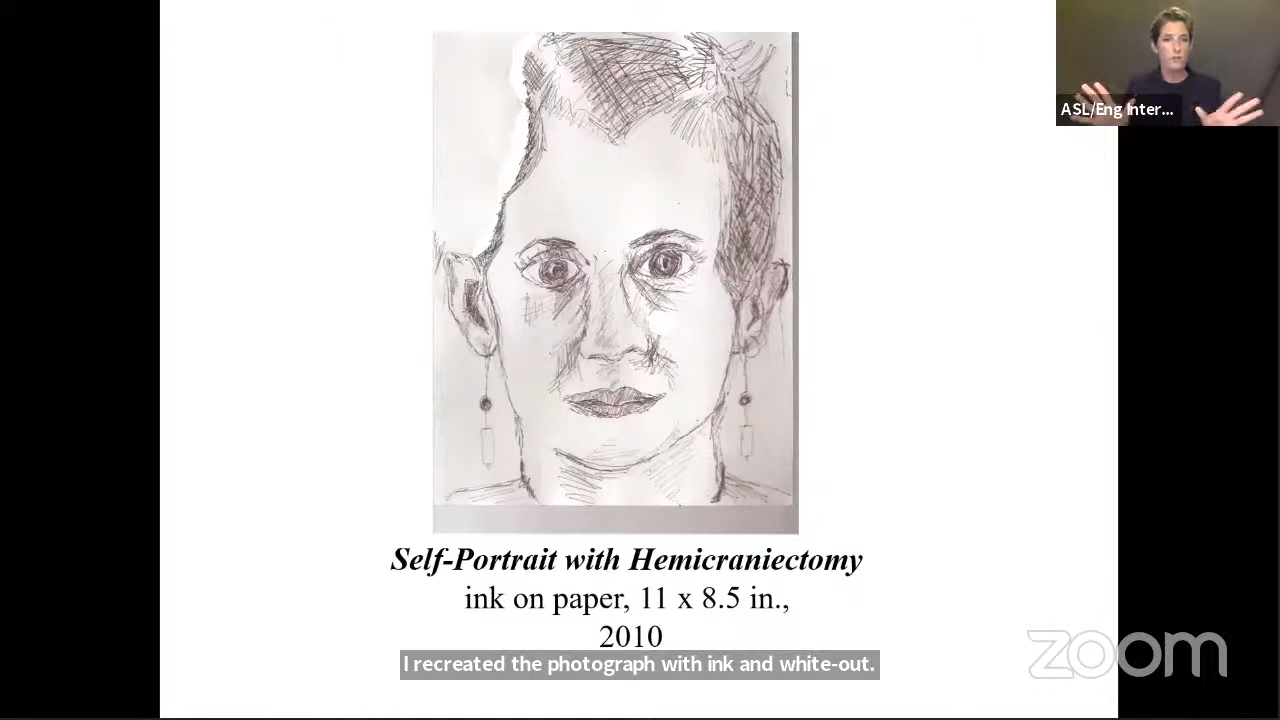 ASL/Eng Inter...
Self-Portrait with Hemicraniectomy
ink on paper, 11 x 8.5 in.,
2010
I recreated the photograph with ink and white-out.
zoom